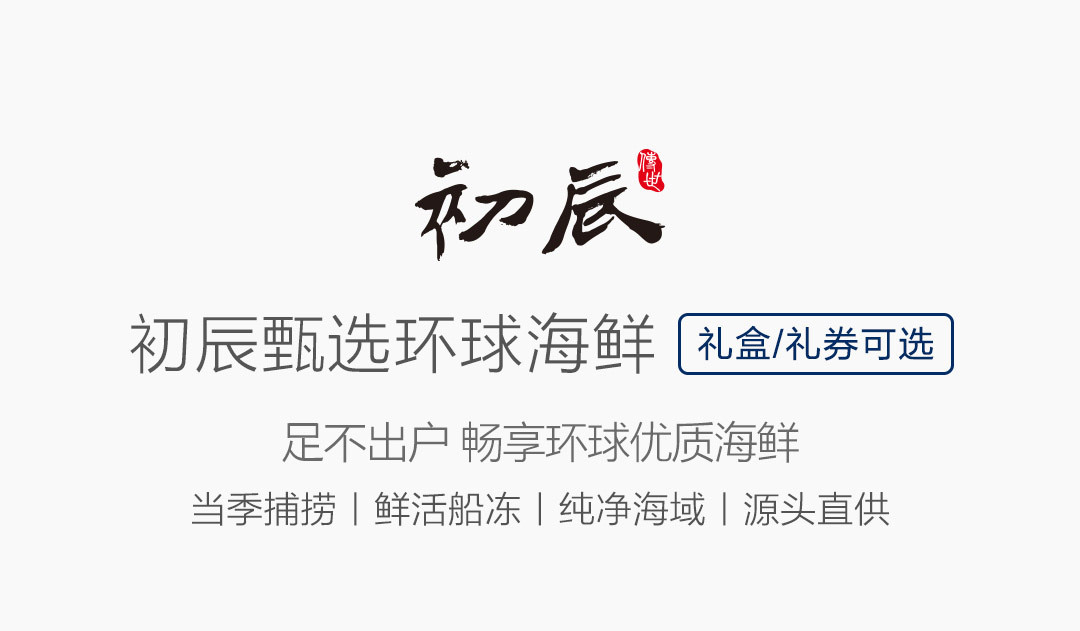 初辰
傳世
初辰甄选环球海鲜 礼盒/礼券可选
足不出户 畅享环球优质海鲜
当季捕捞丨鲜活船冻丨纯净海域丨源头直供